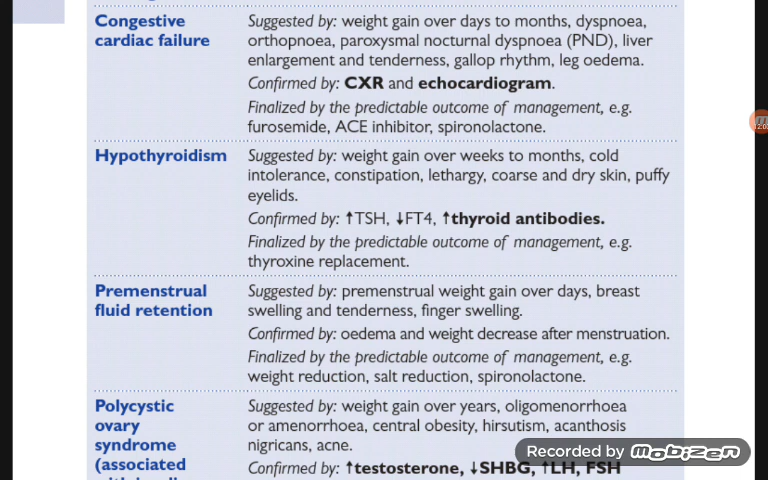 Congestive
cardiac failure
Suggested by: weight gain over days to months, dyspnoea,
orthopnoea, paroxysmal nocturnal dyspnoea (PND), liver
enlargement and tenderness, gallop rhythm, leg oedema.
Confirmed by: CXR and echocardiogram.
Finalized by the predictable outcome of management, e.g.
furosemide, ACE inhibitor, spironolactone.
Hypothyroidism
Suggested by: weight gain over weeks to months, cold
intolerance, constipation, lethargy, coarse and dry skin, puffy
eyelids.
Confirmed by: ↑TSH, ↓FT4, ↑thyroid antibodies.
Finalized by the predictable outcome of management, e.g.
thyroxine replacement.
Premenstrual
fluid retention
Suggested by: premenstrual weight gain over days, breast
swelling and tenderness, finger swelling.
Confirmed by: oedema and weight decrease after menstruation.
Finalized by the predictable outcome of management, e.g.
weight reduction, salt reduction, spironolactone.
Polycystic
ovary
syndrome
(associated
Suggested by: weight gain over years, oligomenorrhoea
or amenorrhoea, central obesity, hirsutism, acanthosis
nigricans, acne.
Confirmed by: ↑testosterone, ↓SHBG, ↑LH, FSH
Recorded by mobizen